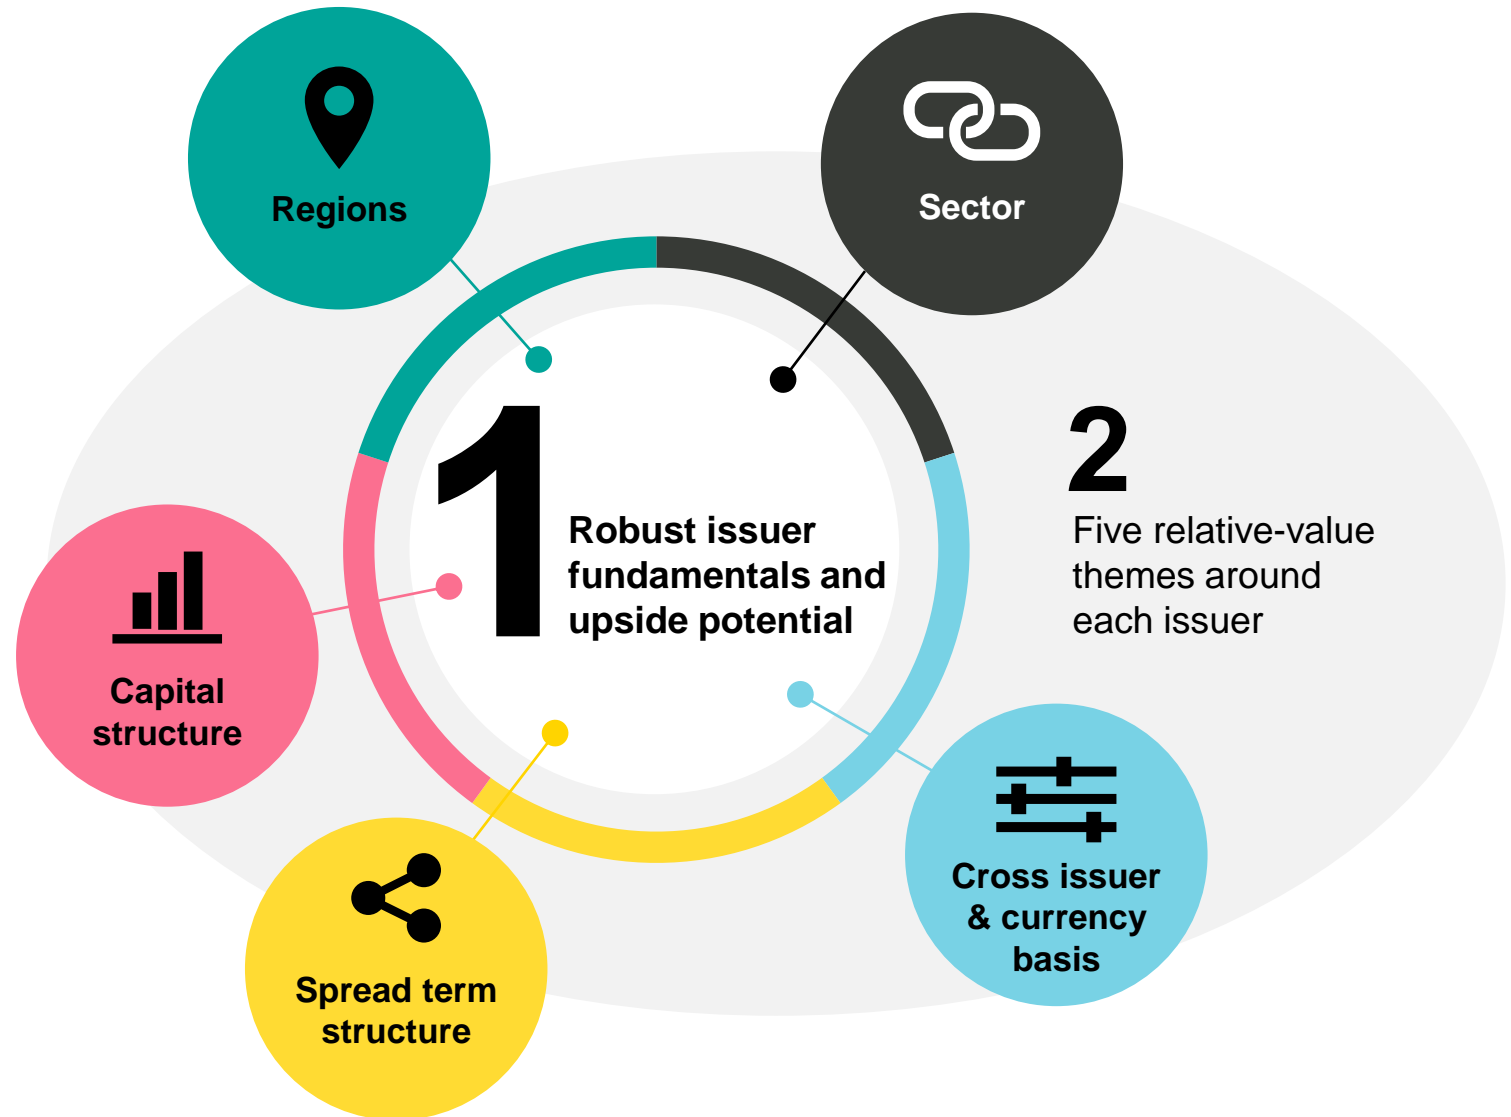 Regions
Sector
1
Robust issuer
fundamentals and
upside potential
2
Five relative-value
themes around
each issuer
Capital
structure
Spread term
structure
Cross issuer
& currency
basis